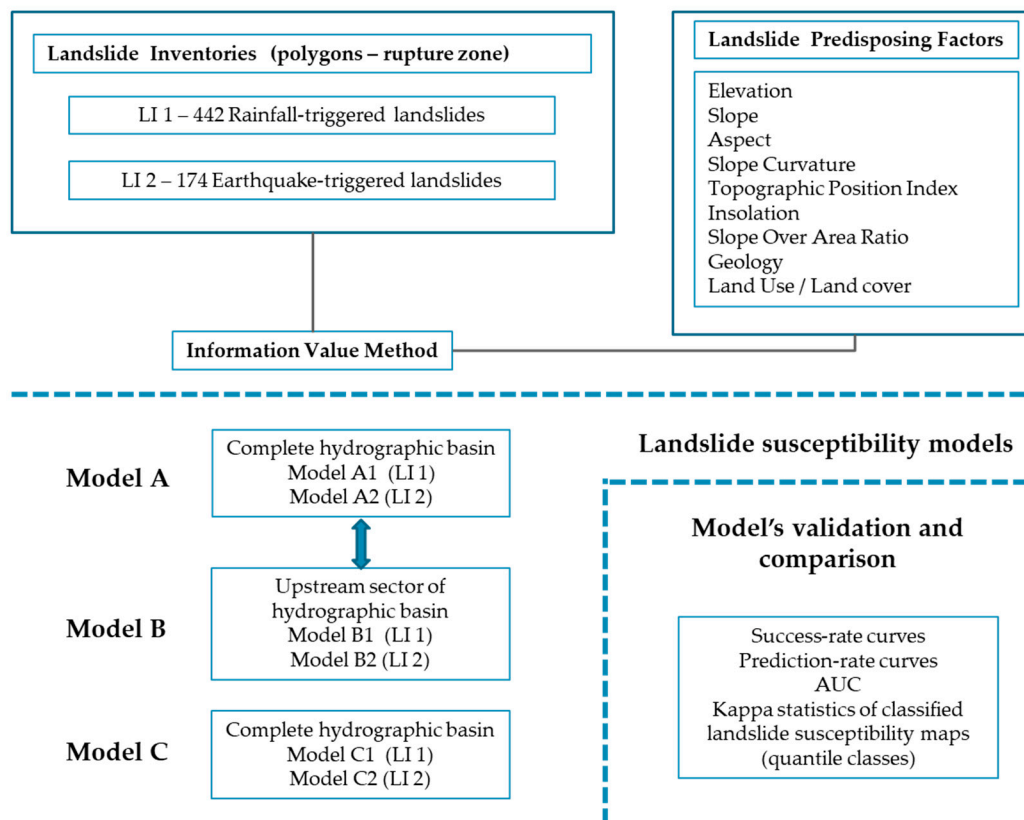 Landslide Inventories (polygons – rupture zone)
LI 1 – 442 Rainfall-triggered landslides
LI 2 – 174 Earthquake-triggered landslides
Landslide Predisposing Factors
Elevation
Slope
Aspect
Slope Curvature
Topographic Position Index
Insolation
Slope Over Area Ratio
Geology
Land Use / Land cover
Information Value Method
Landslide susceptibility models
Model A
Complete hydrographic basin
Model A1 (LI 1)
Model A2 (LI 2)
Model B
Upstream sector of
hydrographic basin
Model B1 (LI 1)
Model B2 (LI 2)
Model C
Complete hydrographic basin
Model C1 (LI 1)
Model C2 (LI 2)
Model’s validation and
comparison
Success-rate curves
Prediction-rate curves
AUC
Kappa statistics of classified
landslide susceptibility maps
(quantile classes)